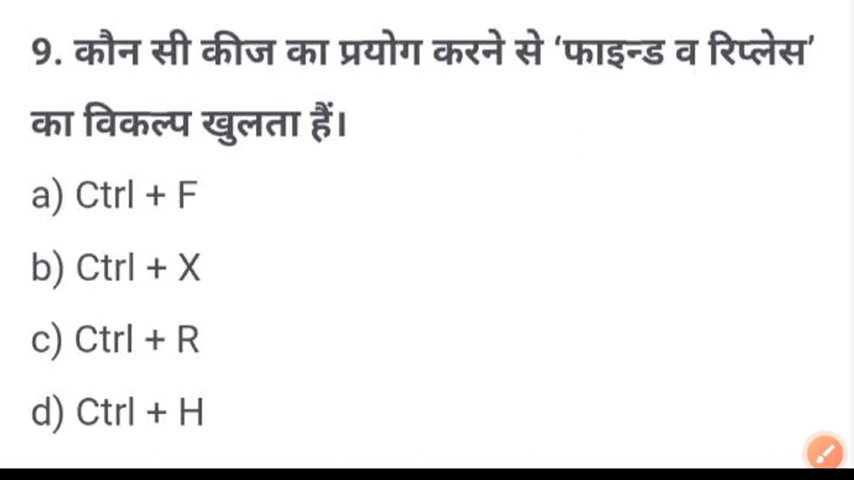 9. कौन सी कीज का प्रयोग करने से ‘फाइन्ड व रिप्लेस’
का विकल्प खुलता हैं।
a) Ctrl + F
b) Ctrl + X
c) Ctrl + R
d) Ctrl + H